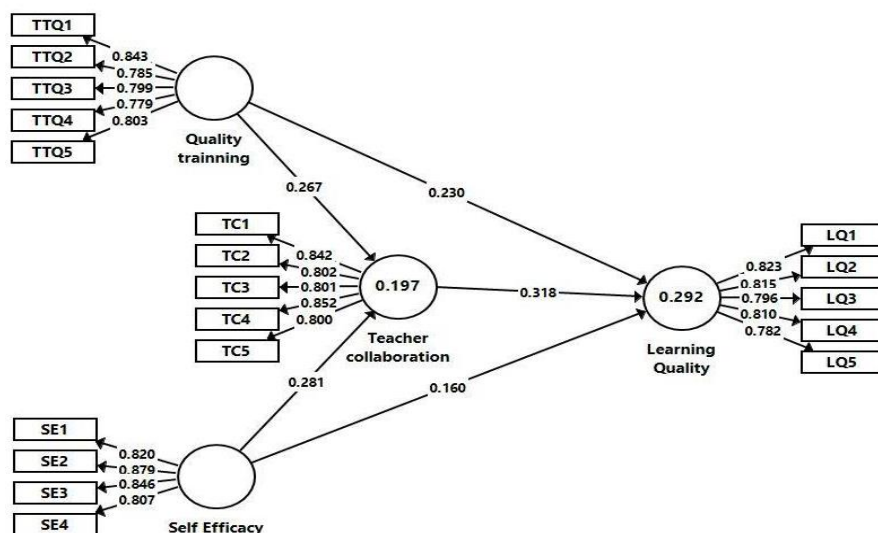 TTQ1
TTQ2
TTQ3
TTQ4
TTQ5
0.843
0.785
0.799
0.779
0.803
Quality
trainning
0.267
0.230
TC1
TC2
TC3
TC4
TC5
0.842
0.802
0.801
0.852
0.800
0.197
Teacher
collaboration
0.318
0.292
Learning
Quality
0.823
0.815
0.796
0.810
0.782
LQ1
LQ2
LQ3
LQ4
LQ5
0.281
0.160
SE1
SE2
SE3
SE4
0.820
0.879
0.846
0.807
Self Efficacy